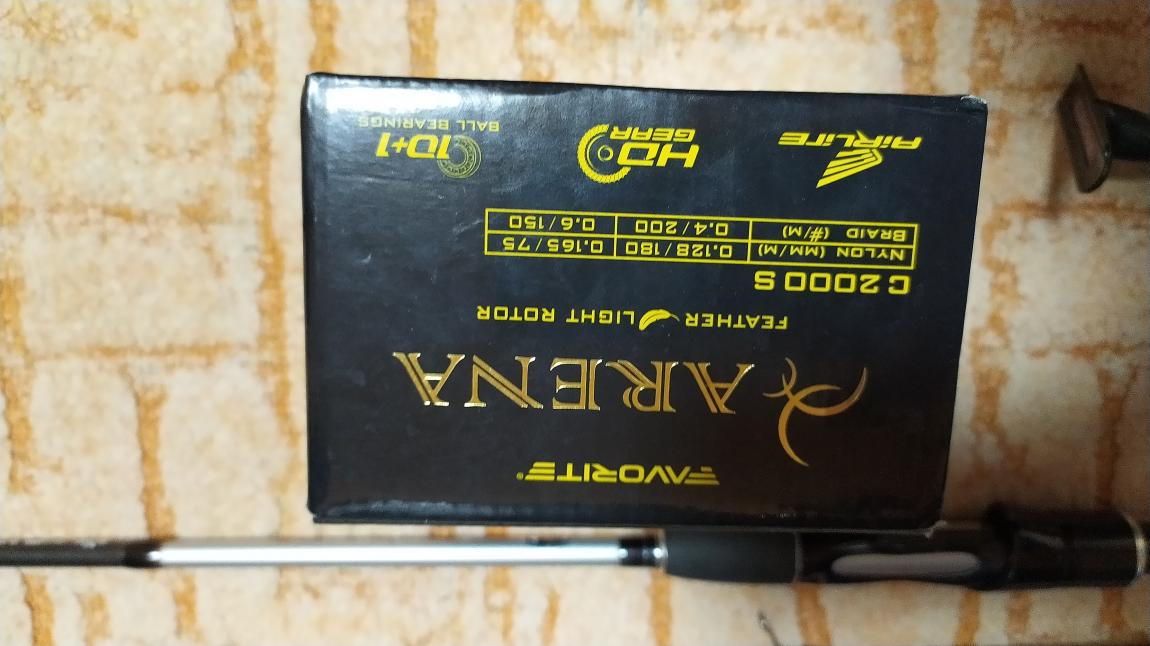 FAVORITE®
ARENA
FEATHER LIGHT ROTOR
C 2000 S
NYLON (MM/M) 0.128/180 0.165/75
BRAID (#/M) 0.4/200 0.6/150
AIRLITE
HD GEAR
10+1 BALL BEARINGS